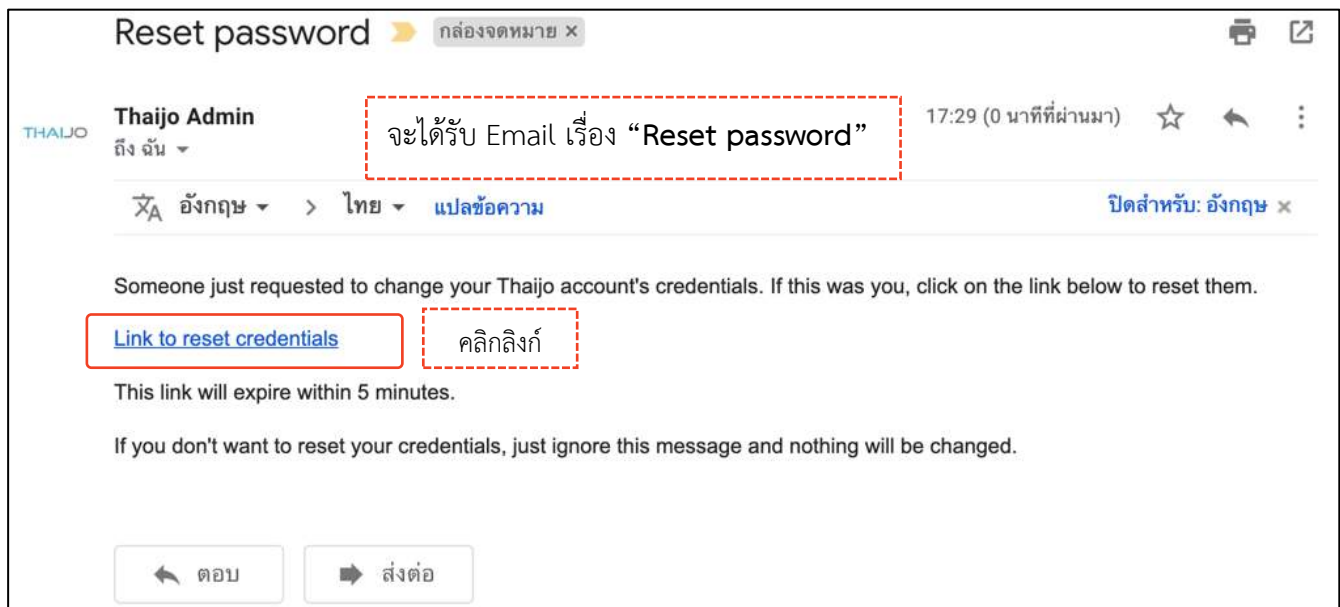 Reset password กล่องจดหมาย ×
THAIJO
Thaijo Admin
ถึง ฉัน
จะได้รับ Email เรื่อง “Reset password”
17:29 (0 นาทีที่ผ่านมา)
อังกฤษ > ไทย แปลข้อความ ปิดสำหรับ: อังกฤษ ×
Someone just requested to change your Thaijo account's credentials. If this was you, click on the link below to reset them.
Link to reset credentials
คลิกลิงก์
This link will expire within 5 minutes.
If you don't want to reset your credentials, just ignore this message and nothing will be changed.
ตอบ ส่งต่อ